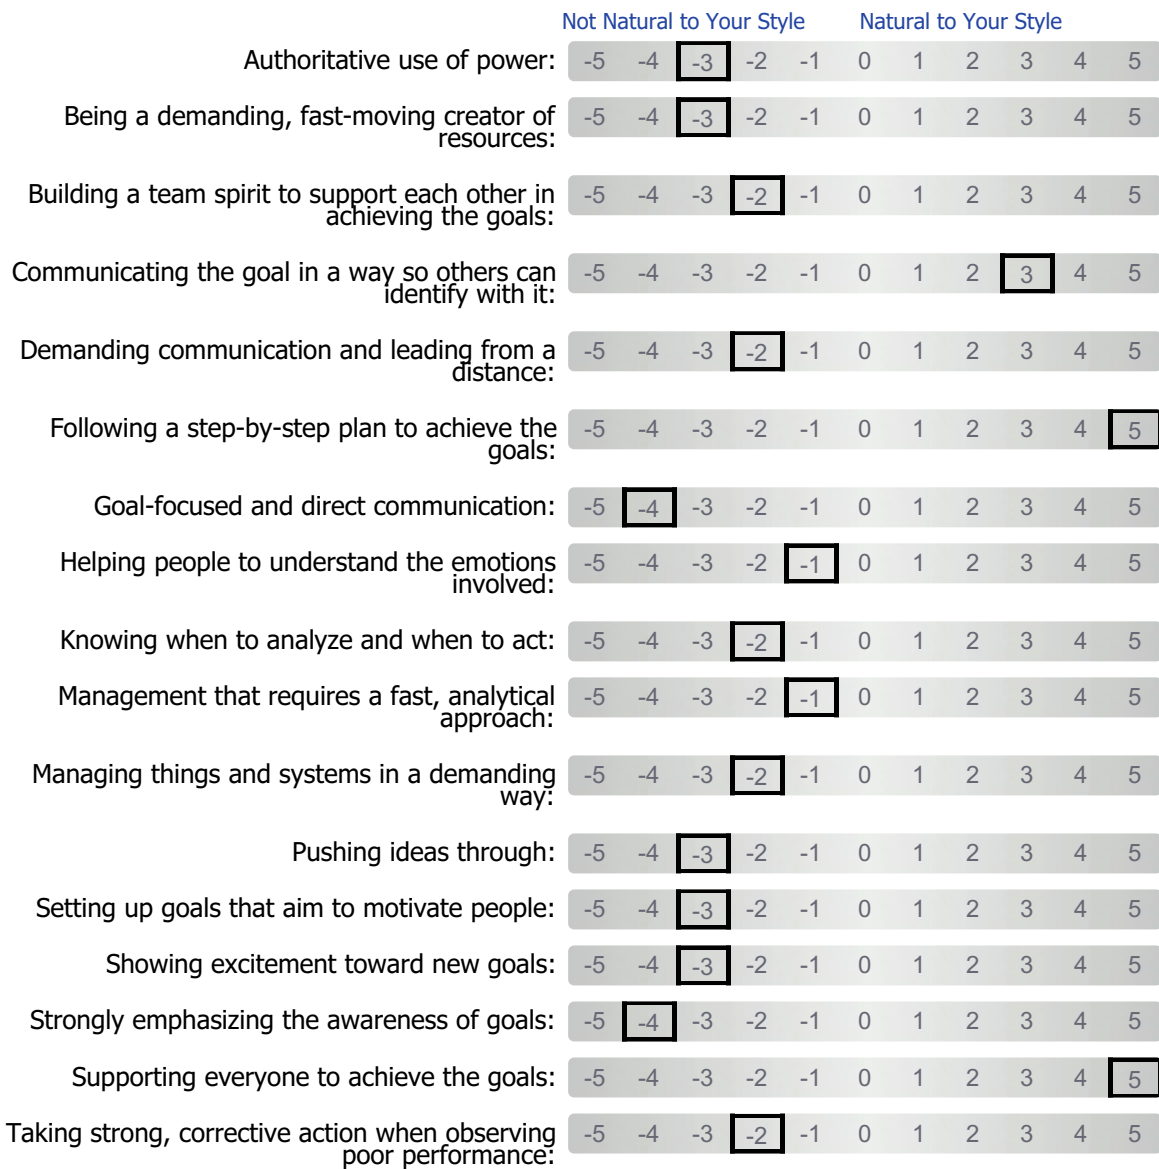 Not Natural to Your Style Natural to Your Style
Authoritative use of power: -5 -4 -3 -2 -1 0 1 2 3 4 5
Being a demanding, fast-moving creator of
resources: -5 -4 -3 -2 -1 0 1 2 3 4 5
Building a team spirit to support each other in
achieving the goals: -5 -4 -3 -2 -1 0 1 2 3 4 5
Communicating the goal in a way so others can
identify with it: -5 -4 -3 -2 -1 0 1 2 3 4 5
Demanding communication and leading from a
distance: -5 -4 -3 -2 -1 0 1 2 3 4 5
Following a step-by-step plan to achieve the
goals: -5 -4 -3 -2 -1 0 1 2 3 4 5
Goal-focused and direct communication: -5 -4 -3 -2 -1 0 1 2 3 4 5
Helping people to understand the emotions
involved: -5 -4 -3 -2 -1 0 1 2 3 4 5
Knowing when to analyze and when to act: -5 -4 -3 -2 -1 0 1 2 3 4 5
Management that requires a fast, analytical
approach: -5 -4 -3 -2 -1 0 1 2 3 4 5
Managing things and systems in a demanding
way: -5 -4 -3 -2 -1 0 1 2 3 4 5
Pushing ideas through: -5 -4 -3 -2 -1 0 1 2 3 4 5
Setting up goals that aim to motivate people: -5 -4 -3 -2 -1 0 1 2 3 4 5
Showing excitement toward new goals: -5 -4 -3 -2 -1 0 1 2 3 4 5
Strongly emphasizing the awareness of goals: -5 -4 -3 -2 -1 0 1 2 3 4 5
Supporting everyone to achieve the goals: -5 -4 -3 -2 -1 0 1 2 3 4 5
Taking strong, corrective action when observing
poor performance: -5 -4 -3 -2 -1 0 1 2 3 4 5